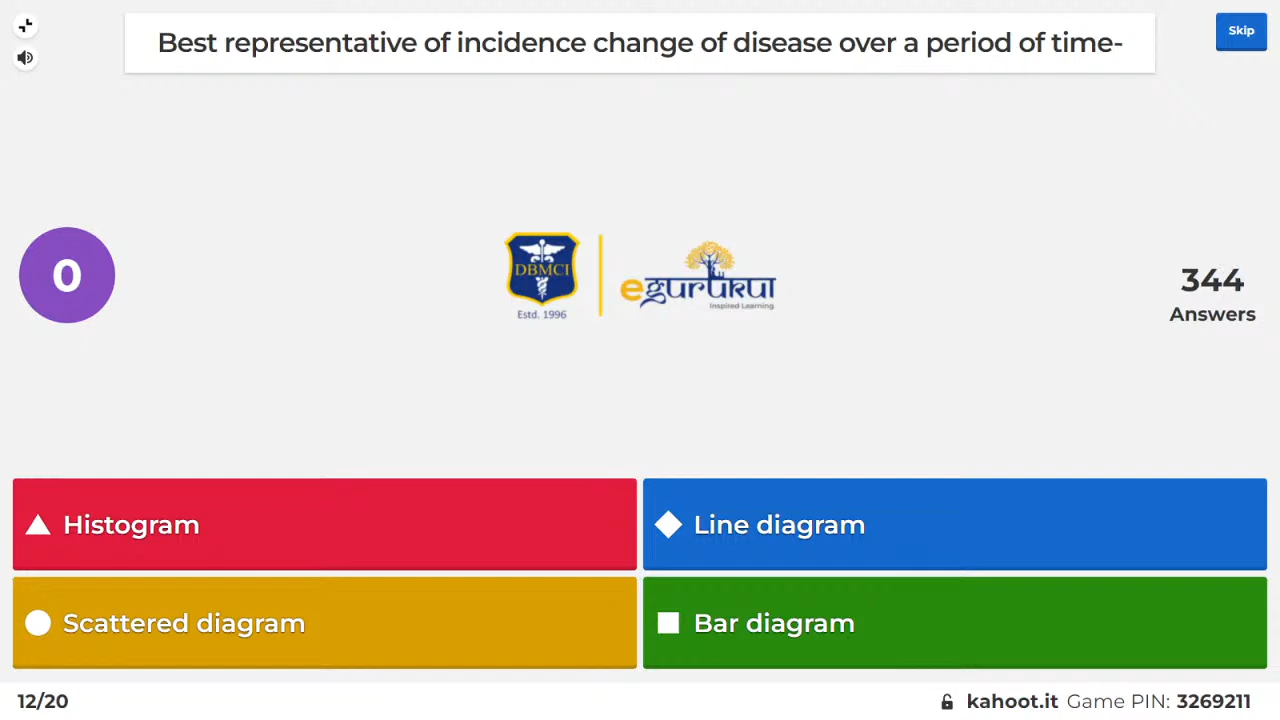 Best representative of incidence change of disease over a period of time-
Skip
0
DBMCI
Estd. 1996
egurukul
Inspired Learning
344
Answers
Histogram
Line diagram
Scattered diagram
Bar diagram
12/20
kahoot.it Game PIN: 3269211